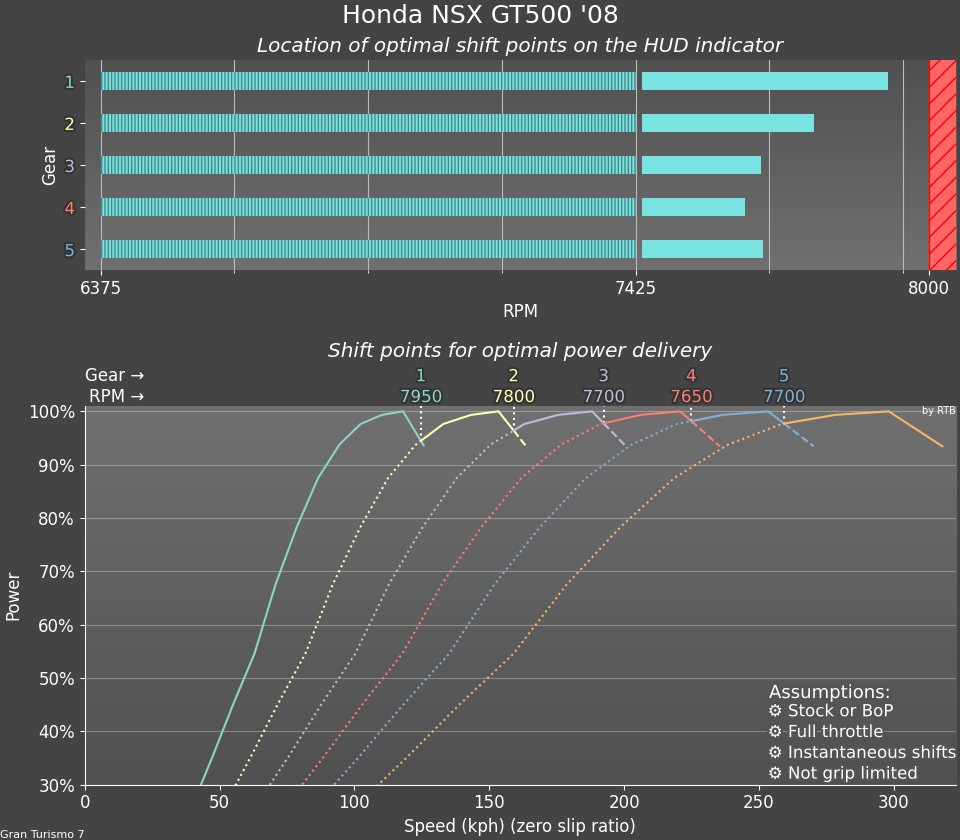 Honda NSX GT500 '08
Location of optimal shift points on the HUD indicator
Gear
1
2
3
4
5
6375 7425 8000
RPM
Shift points for optimal power delivery
Gear → 1 2 3 4 5
RPM → 7950 7800 7700 7650 7700
by RTB
Power
100%
90%
80%
70%
60%
50%
40%
30%
Assumptions:
⚙ Stock or BoP
⚙ Full throttle
⚙ Instantaneous shifts
⚙ Not grip limited
0 50 100 150 200 250 300
Speed (kph) (zero slip ratio)
Gran Turismo 7